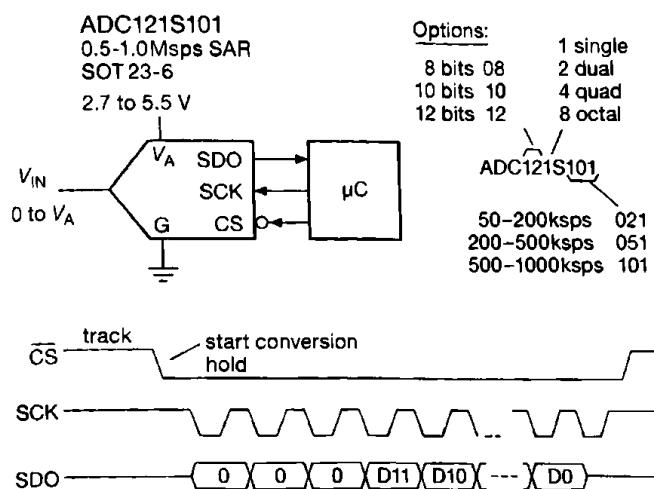 ADC121S101
0.5-1.0Msps SAR
SOT 23-6
2.7 to 5.5 V
VA
SDO
SCK
CS
G
VIN
0 to VA
µC
Options:
8 bits 08
10 bits 10
12 bits 12
1 single
2 dual
4 quad
8 octal
ADC121S101
50–200ksps 021
200–500ksps 051
500–1000ksps 101
CS track start conversion
hold
SCK --
SDO 0 0 0 D11 D10 --- D0